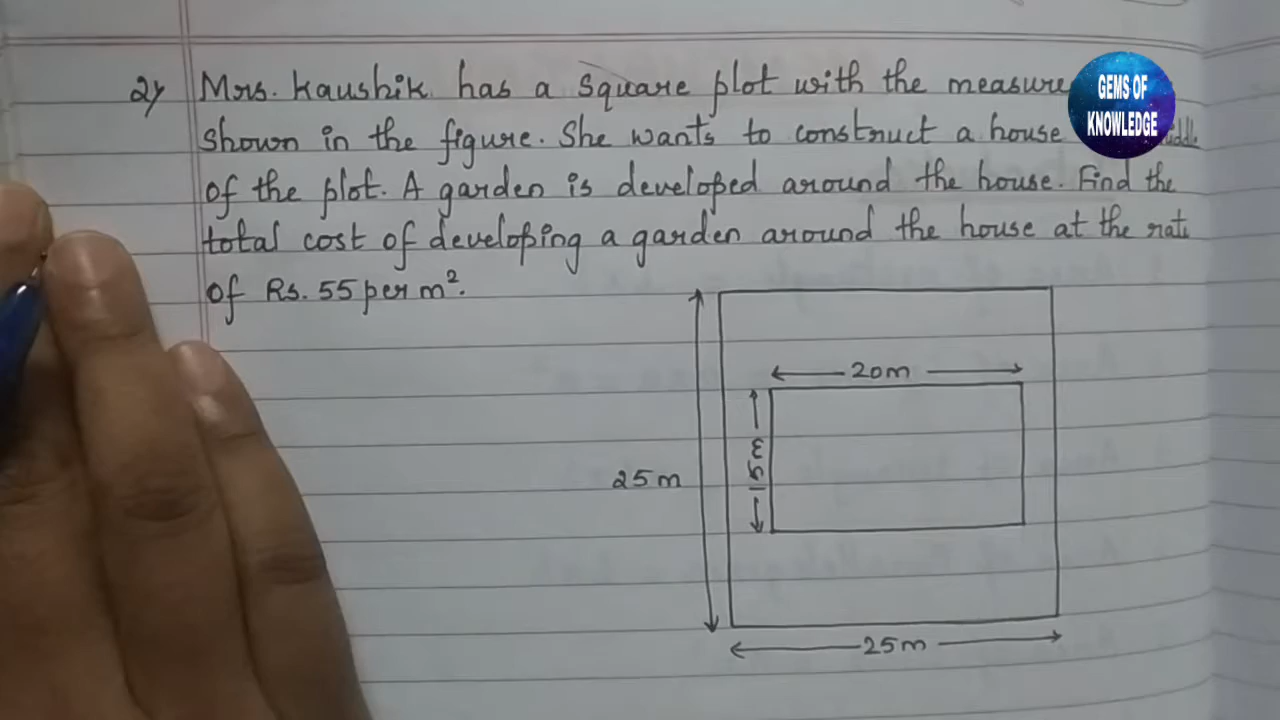 2) Mrs. Kaushik has a square plot with the measure
GEMS OF
KNOWLEDGE
shown in the figure. She wants to construct a house
of the plot. A garden is developed around the house. Find the
total cost of developing a garden around the house at the rate
of Rs. 55 per m².
20m
15m
25m
25m